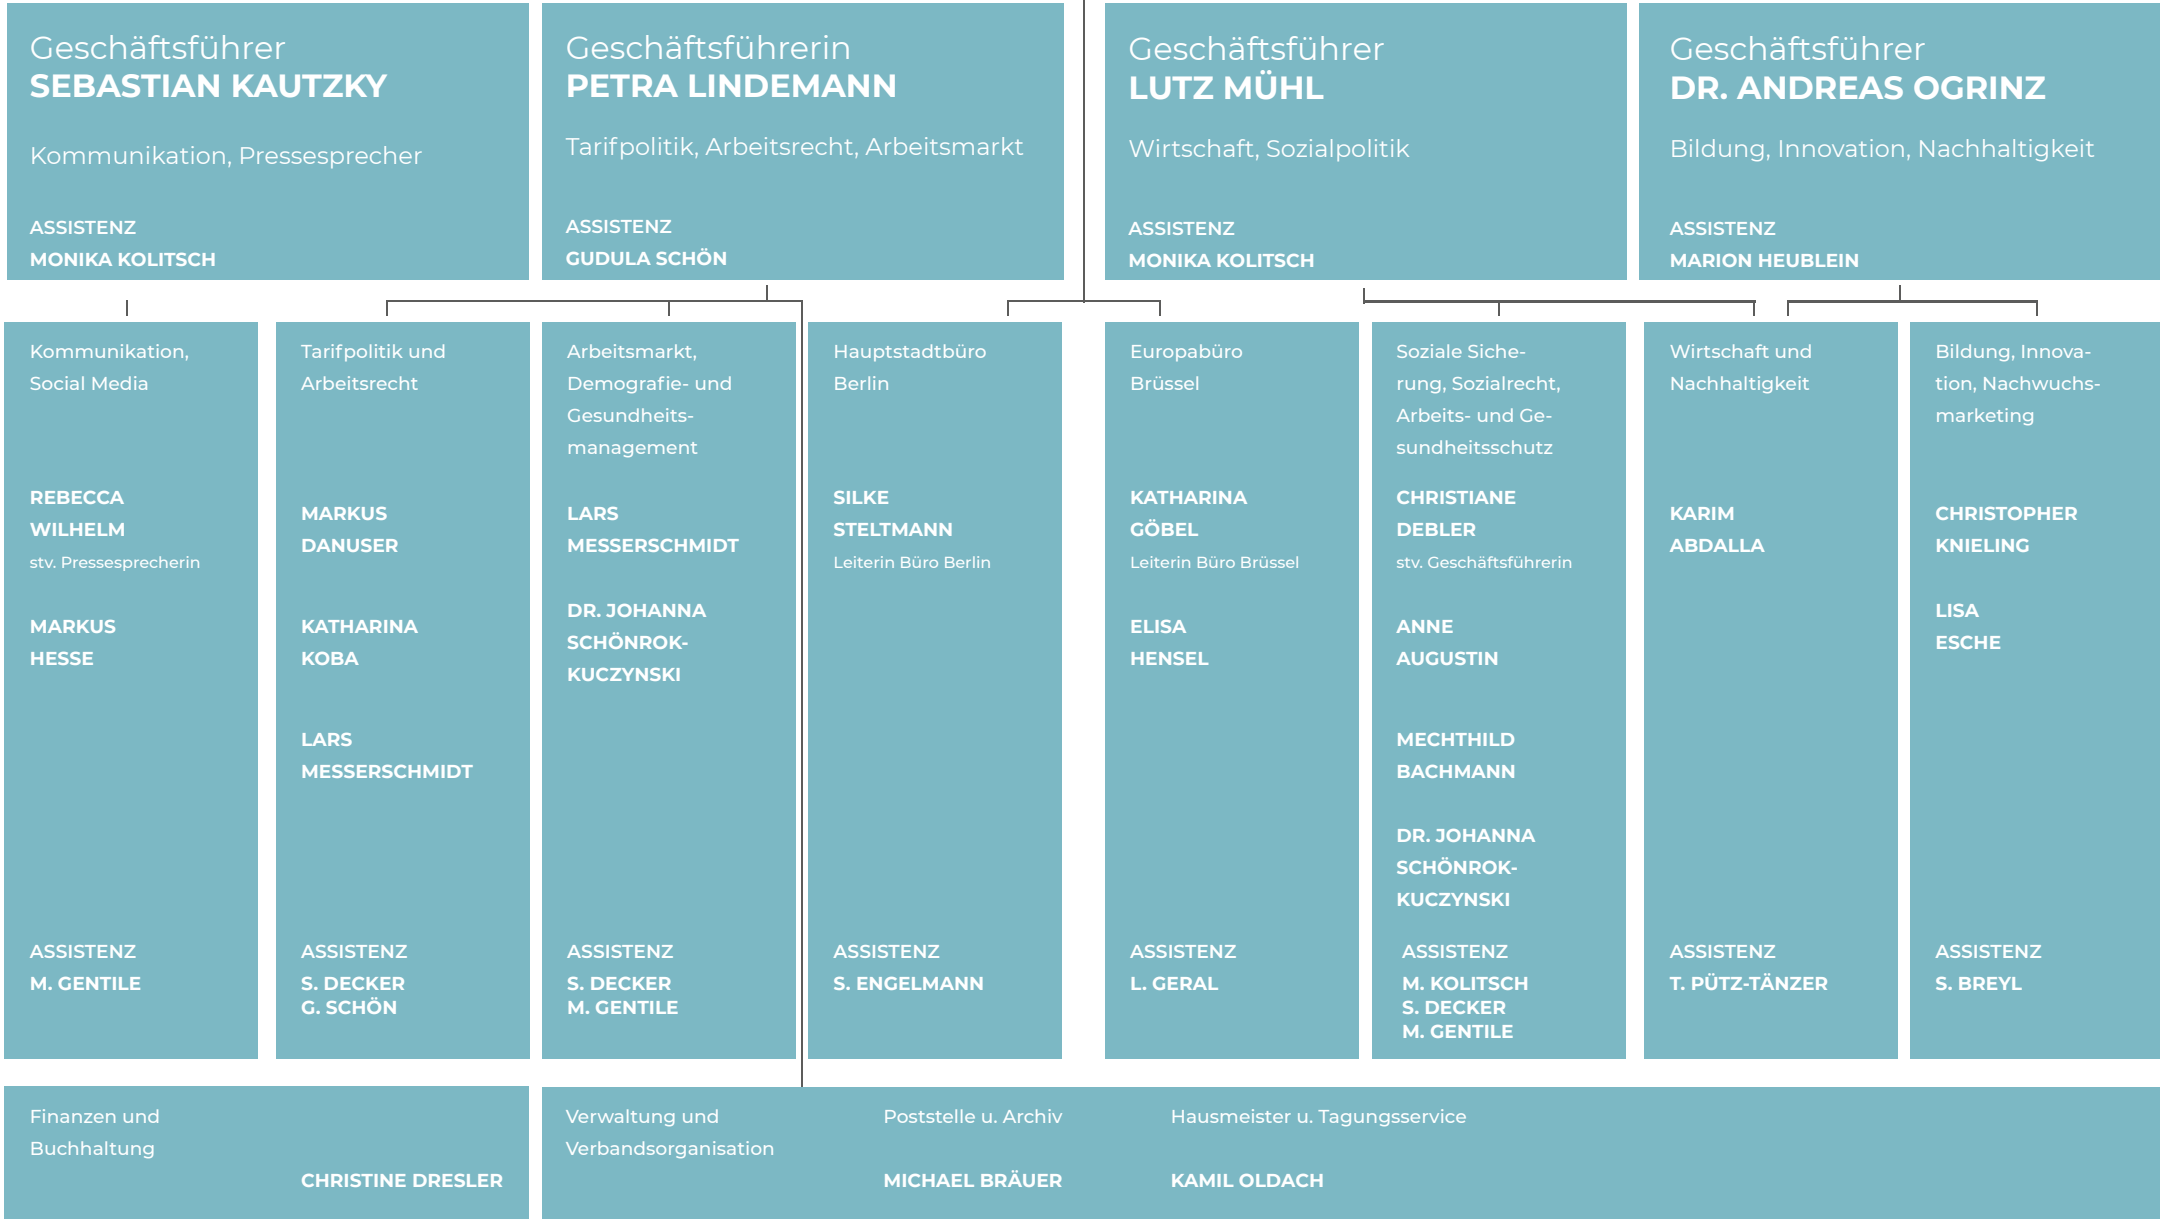 Geschäftsführer
SEBASTIAN KAUTZKY
Kommunikation, Pressesprecher
ASSISTENZ
MONIKA KOLITSCH
Geschäftsführerin
PETRA LINDEMANN
Tarifpolitik, Arbeitsrecht, Arbeitsmarkt
ASSISTENZ
GUDULA SCHÖN
Geschäftsführer
LUTZ MÜHL
Wirtschaft, Sozialpolitik
ASSISTENZ
MONIKA KOLITSCH
Geschäftsführer
DR. ANDREAS OGRINZ
Bildung, Innovation, Nachhaltigkeit
ASSISTENZ
MARION HEUBLEIN
Kommunikation,
Social Media
REBECCA
WILHELM
stv. Pressesprecherin
MARKUS
HESSE
ASSISTENZ
M. GENTILE
Tarifpolitik und
Arbeitsrecht
MARKUS
DANUSER
KATHARINA
KOBA
LARS
MESSERSCHMIDT
ASSISTENZ
S. DECKER
G. SCHÖN
Arbeitsmarkt,
Demografie- und
Gesundheits-
management
LARS
MESSERSCHMIDT
DR. JOHANNA
SCHÖNROK-
KUCZYNSKI
ASSISTENZ
S. DECKER
M. GENTILE
Hauptstadtbüro
Berlin
SILKE
STELTMANN
Leiterin Büro Berlin
ASSISTENZ
S. ENGELMANN
Europabüro
Brüssel
KATHARINA
GÖBEL
Leiterin Büro Brüssel
ELISA
HENSEL
ASSISTENZ
L. GERAL
Soziale Siche-
rung, Sozialrecht,
Arbeits- und Ge-
sundheitsschutz
CHRISTIANE
DEBLER
stv. Geschäftsführerin
ANNE
AUGUSTIN
MECHTHILD
BACHMANN
DR. JOHANNA
SCHÖNROK-
KUCZYNSKI
ASSISTENZ
M. KOLITSCH
S. DECKER
M. GENTILE
Wirtschaft und
Nachhaltigkeit
KARIM
ABDALLA
ASSISTENZ
T. PÜTZ-TÄNZER
Bildung, Innova-
tion, Nachwuchs-
marketing
CHRISTOPHER
KNIELING
LISA
ESCHE
ASSISTENZ
S. BREYL
Finanzen und
Buchhaltung
CHRISTINE DRESLER
Verwaltung und
Verbandsorganisation
Poststelle u. Archiv
MICHAEL BRÄUER
Hausmeister u. Tagungsservice
KAMIL OLDACH